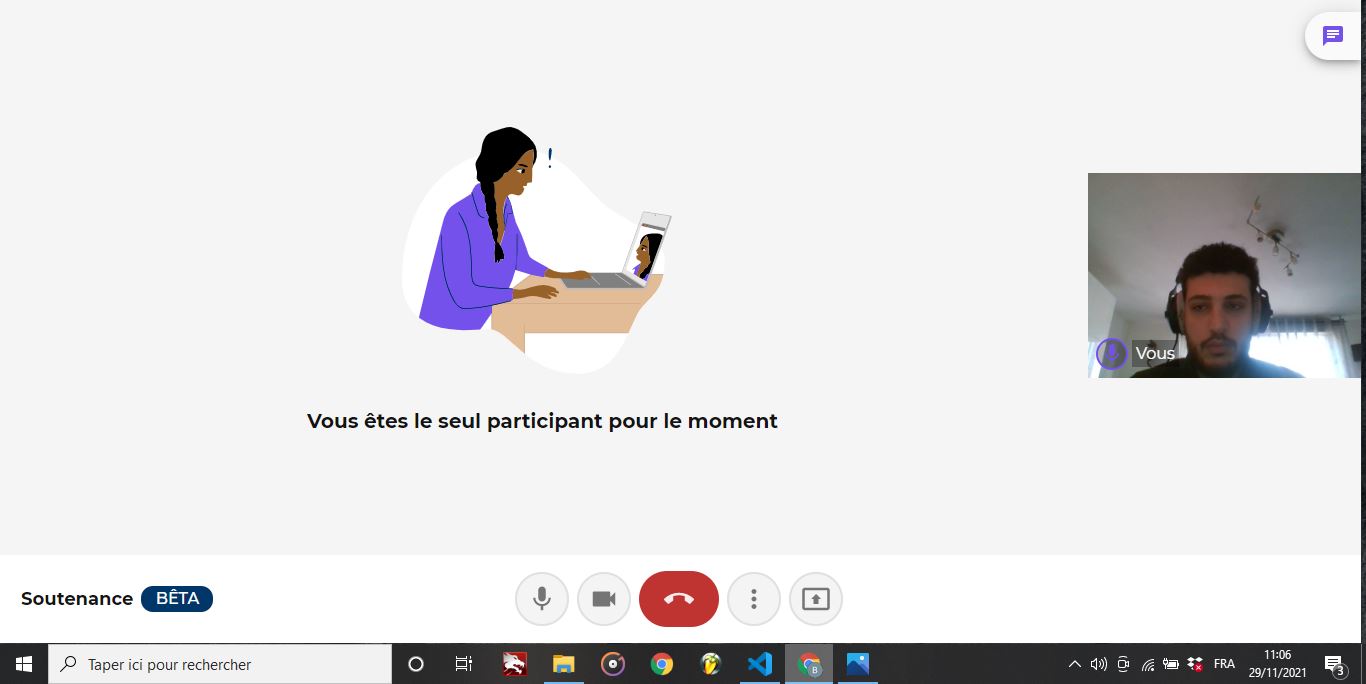 !
Vous
Vous êtes le seul participant pour le moment
Soutenance BÊTA
Taper ici pour rechercher
B
FRA
11:06
29/11/2021
3